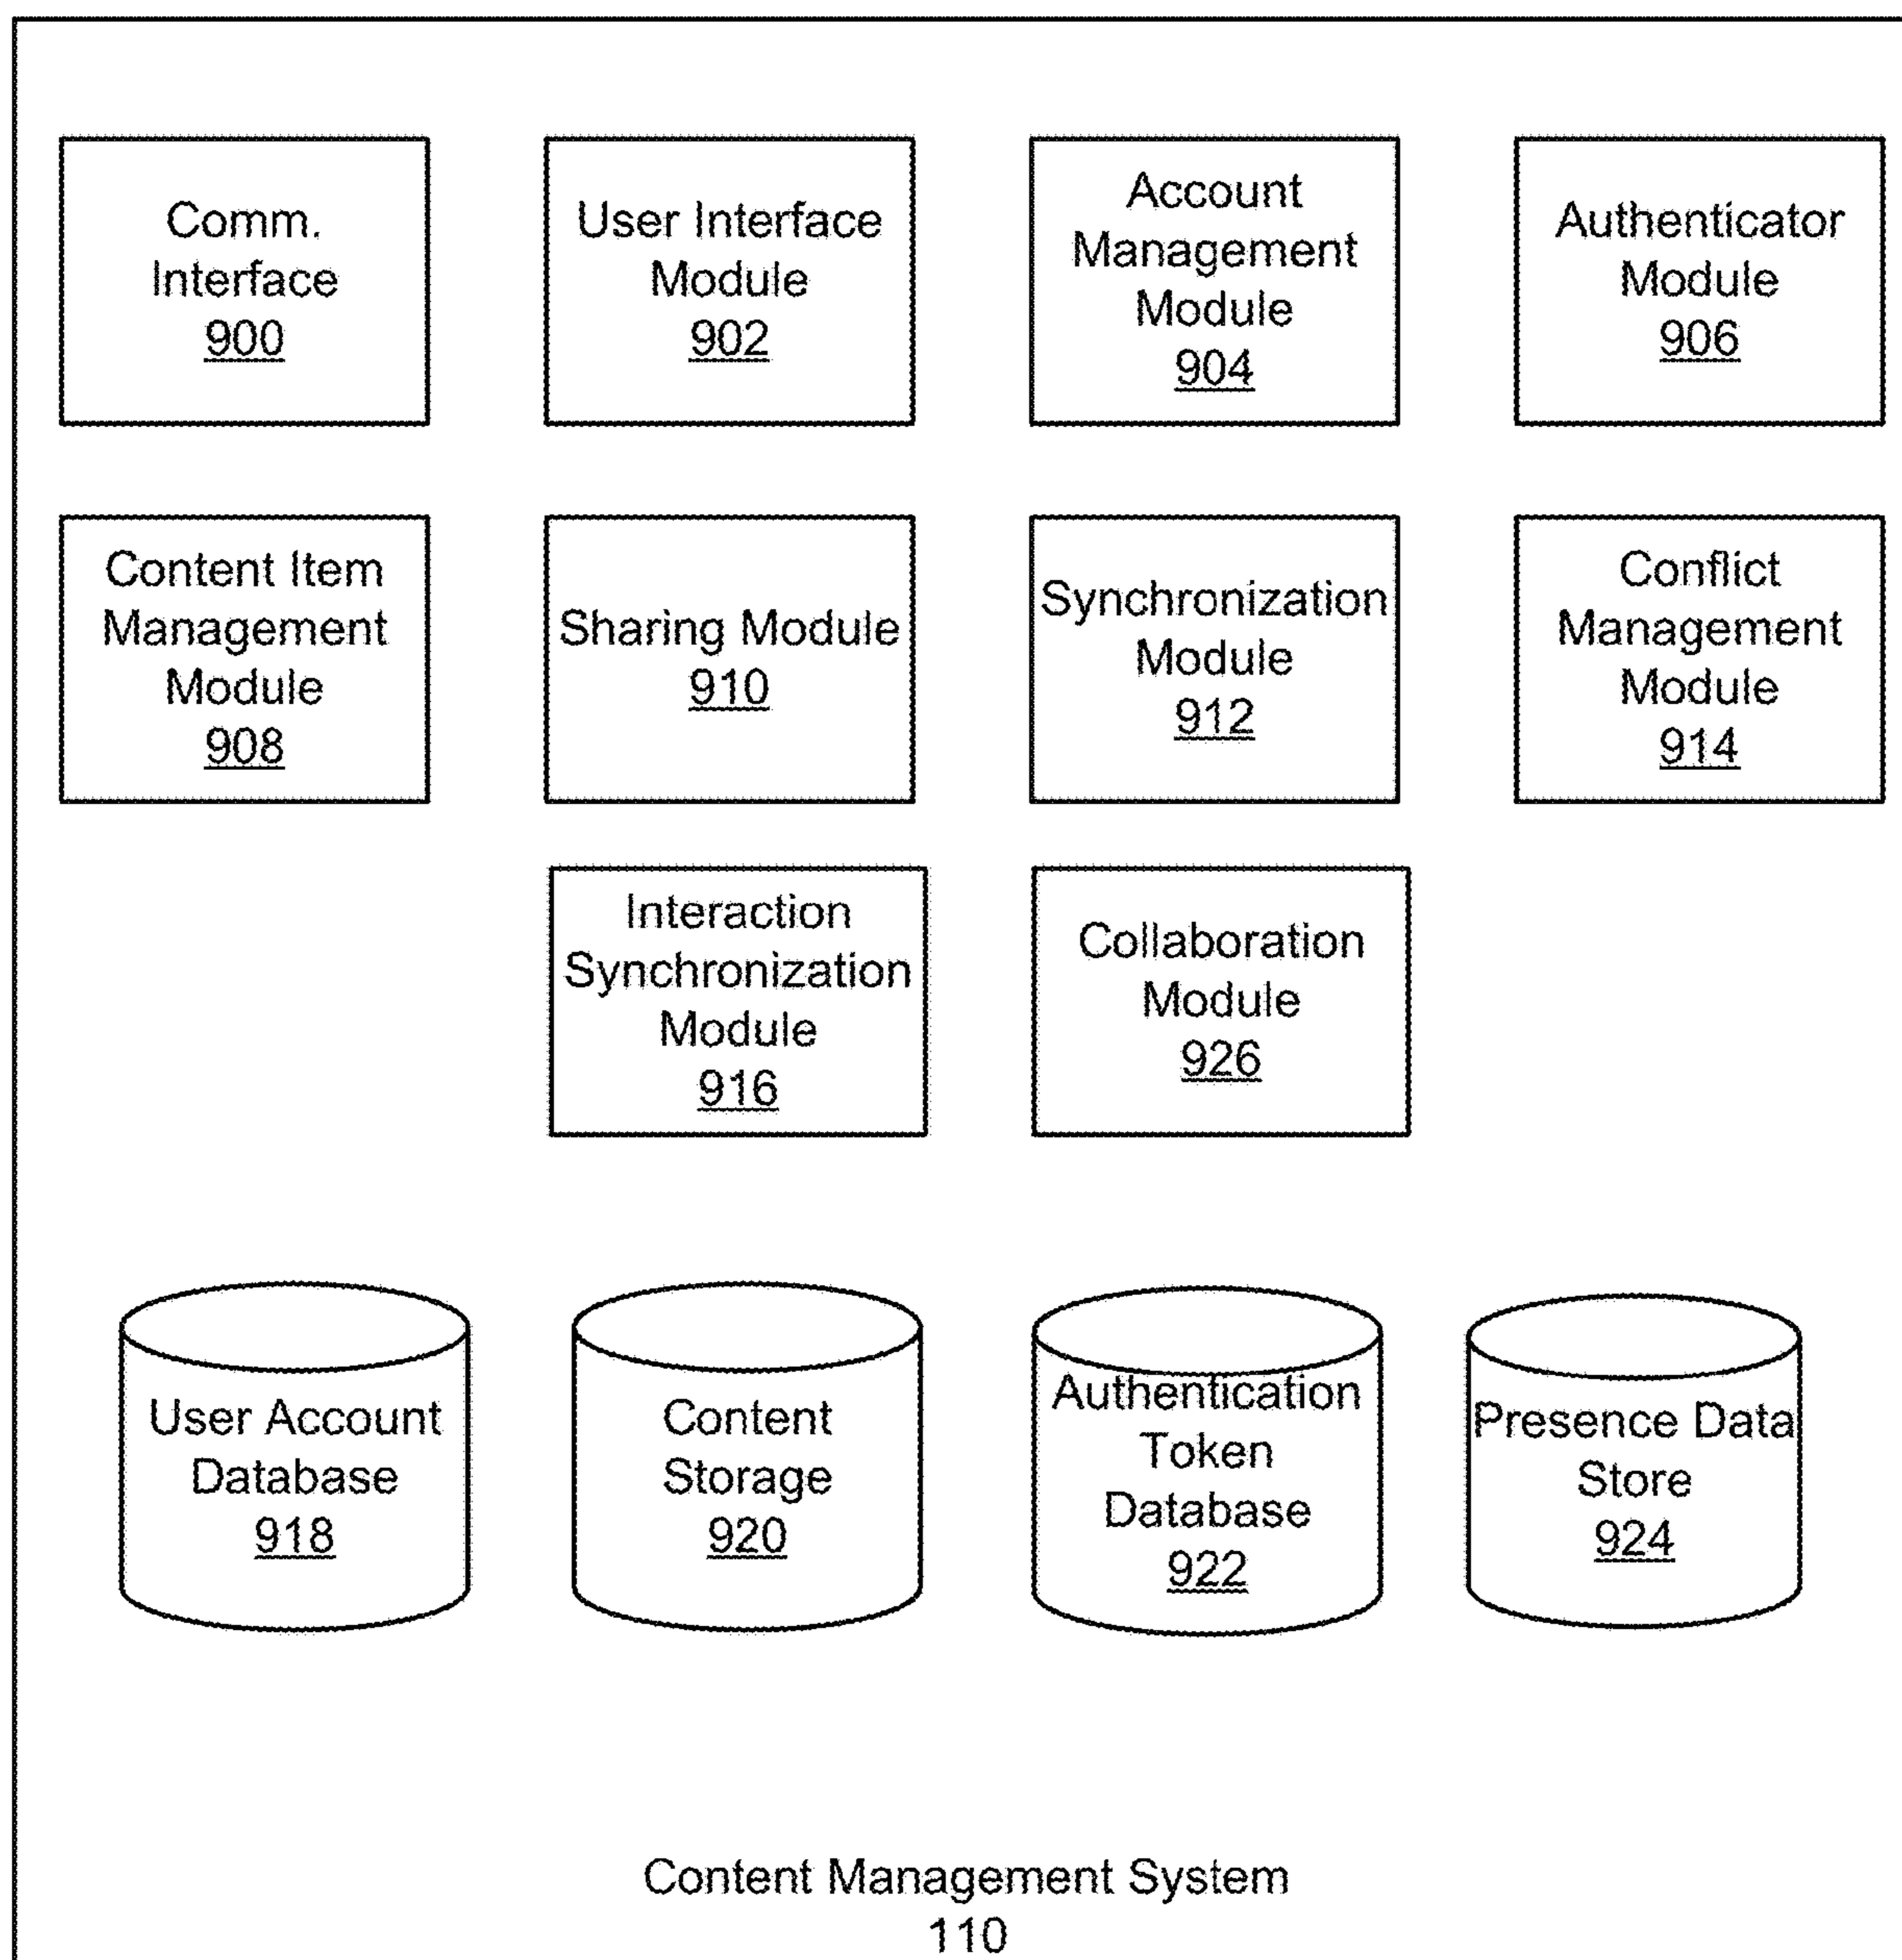 Comm.
Interface
900
User Interface
Module
902
Account
Management
Module
904
Authenticator
Module
906
Content Item
Management
Module
908
Sharing Module
910
Synchronization
Module
912
Conflict
Management
Module
914
Interaction
Synchronization
Module
916
Collaboration
Module
926
User Account
Database
918
Content
Storage
920
Authentication
Token
Database
922
Presence Data
Store
924
Content Management System
110